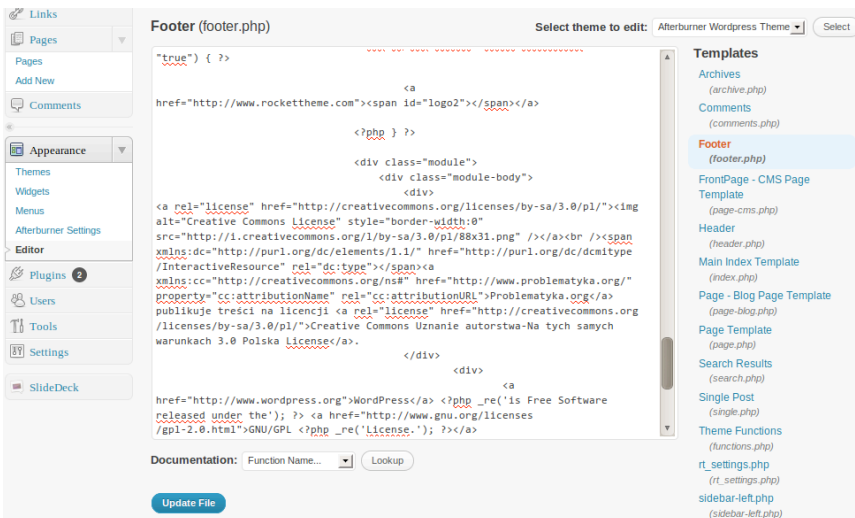 Links
Pages
Pages
Add New
Comments
Appearance
Themes
Widgets
Menus
Afterburner Settings
Editor
Plugins 2
Users
Tools
Settings
SlideDeck
Footer (footer.php)
Select theme to edit: Afterburner Wordpress Theme Select
"true") { ?>
<a
href="http://www.rockettheme.com"><span id="logo2"></span></a>
<?php } ?>
<div class="module">
<div class="module-body">
<div>
<a rel="license" href="http://creativecommons.org/licenses/by-sa/3.0/pl/"><img
alt="Creative Commons License" style="border-width:0"
src="http://i.creativecommons.org/l/by-sa/3.0/pl/88x31.png" /></a><br /><span
xmlns:dc="http://purl.org/dc/elements/1.1/" href="http://purl.org/dc/dcmitype
/InteractiveResource" rel="dc:type"></span><a
xmlns:cc="http://creativecommons.org/ns#" href="http://www.problematyka.org/"
property="cc:attributionName" rel="cc:attributionURL">Problematyka.org</a>
publikuje treści na licencji <a rel="license" href="http://creativecommons.org
/licenses/by-sa/3.0/pl/">Creative Commons Uznanie autorstwa-Na tych samych
warunkach 3.0 Polska License</a>.
</div>
<div>
<a
href="http://www.wordpress.org">WordPress</a> <?php _re('is Free Software
released under the'); ?> <a href="http://www.gnu.org/licenses
/gpl-2.0.html">GNU/GPL <?php _re('License.'); ?></a>
Documentation: Function Name... Lookup
Update File
Templates
Archives
(archive.php)
Comments
(comments.php)
Footer
(footer.php)
FrontPage - CMS Page
Template
(page-cms.php)
Header
(header.php)
Main Index Template
(index.php)
Page - Blog Page Template
(page-blog.php)
Page Template
(page.php)
Search Results
(search.php)
Single Post
(single.php)
Theme Functions
(functions.php)
rt_settings.php
(rt_settings.php)
sidebar-left.php
(sidebar-left.php)